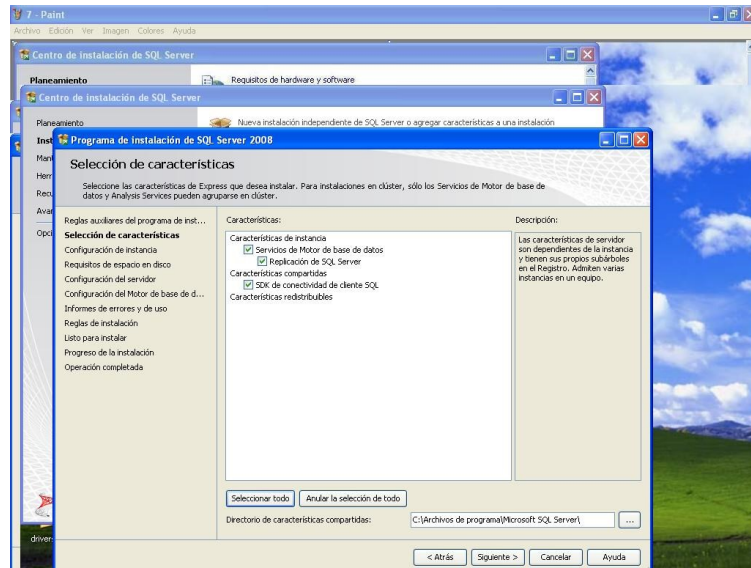 7 - Paint
Archivo Edición Ver Imagen Colores Ayuda
Centro de instalación de SQL Server
Planeamiento
Requisitos de hardware y software
Centro de instalación de SQL Server
Planeamiento
Nueva instalación independiente de SQL Server o agregar características a una instalación
Inst
Mant
Herr
Recu
Avan
Opci
Programa de instalación de SQL Server 2008
Selección de características
Seleccione las características de Express que desea instalar. Para instalaciones en clúster, sólo los Servicios de Motor de base de
datos y Analysis Services pueden agruparse en clúster.
Reglas auxiliares del programa de inst...
Selección de características
Configuración de instancia
Requisitos de espacio en disco
Configuración del servidor
Configuración del Motor de base de d...
Informes de errores y de uso
Reglas de instalación
Listo para instalar
Progreso de la instalación
Operación completada
Características:
Características de instancia
Servicios de Motor de base de datos
Replicación de SQL Server
Características compartidas
SDK de conectividad de cliente SQL
Características redistribuibles
Descripción:
Las características de servidor
son dependientes de la instancia
y tienen sus propios subárboles
en el Registro. Admiten varias
instancias en un equipo.
Seleccionar todo
Anular la selección de todo
Directorio de características compartidas:
C:\Archivos de programa\Microsoft SQL Server\
...
< Atrás
Siguiente >
Cancelar
Ayuda
driver